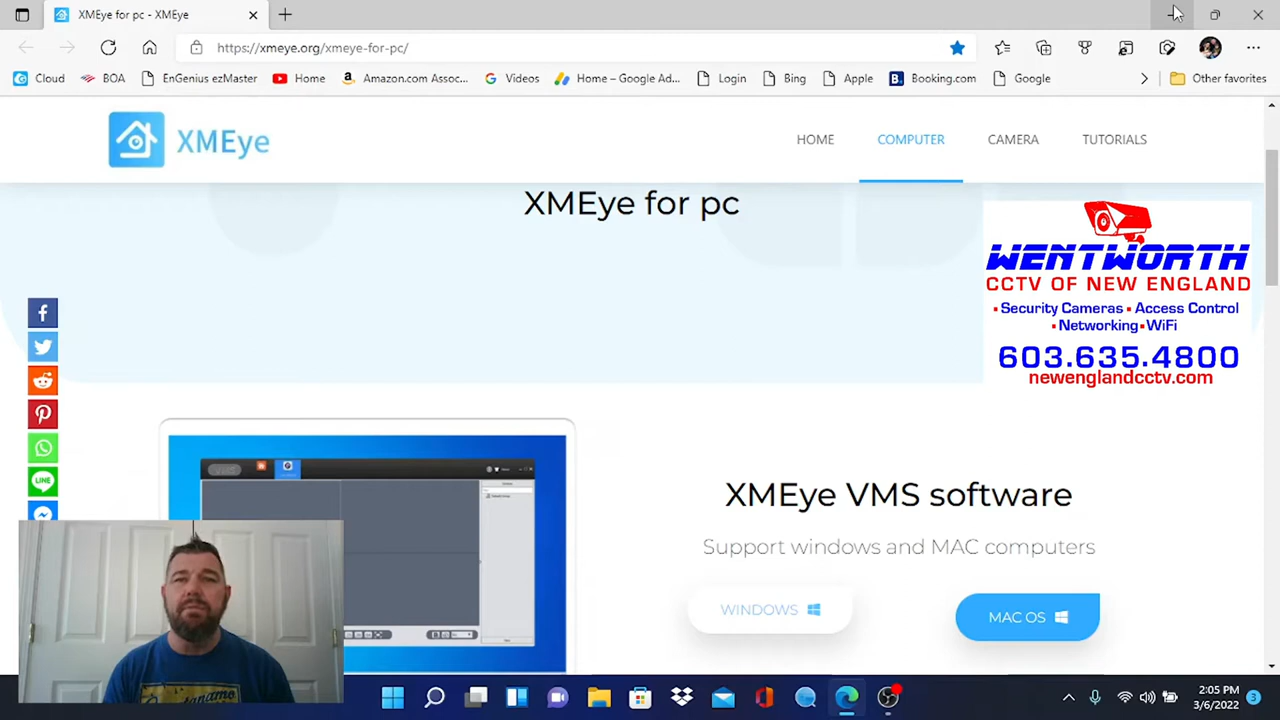 XMEye for pc - XMEye
https://xmeye.org/xmeye-for-pc/
Cloud
BOA
EnGenius ezMaster
Home
Amazon.com Assoc...
Videos
Home – Google Ad...
Login
Bing
Apple
Booking.com
Google
Other favorites
XMEye
HOME
COMPUTER
CAMERA
TUTORIALS
XMEye for pc
WENTWORTH
CCTV OF NEW ENGLAND
▪ Security Cameras ▪ Access Control
▪ Networking ▪ WiFi
603.635.4800
newenglandcctv.com
VMS
XMEye VMS software
Support windows and MAC computers
WINDOWS
MAC OS
2:05 PM
3/6/2022
3